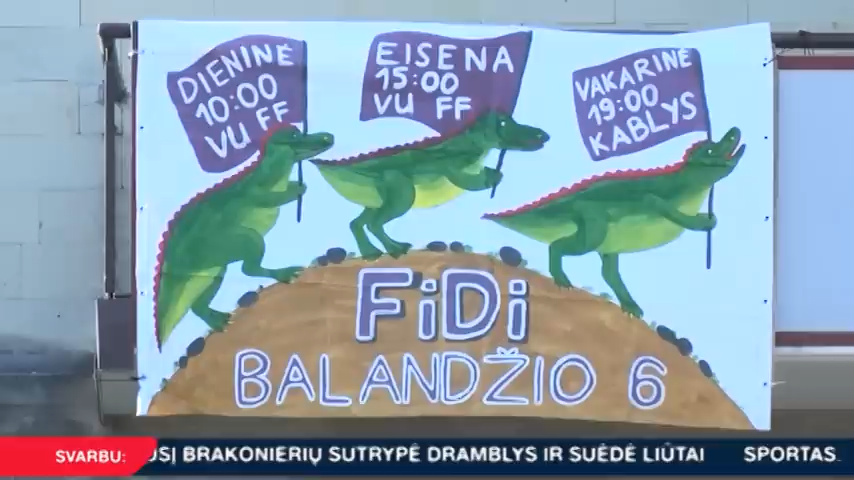 DIENINĖ
10:00
VU FF
EISENA
15:00
VU FF
VAKARINĖ
19:00
KABLYS
FiDi
BALANDŽIO 6
SVARBU:
BRAKONIERIŲ SUTRYPĖ DRAMBLYS IR SUĖDĖ LIŪTAI
SPORTAS.